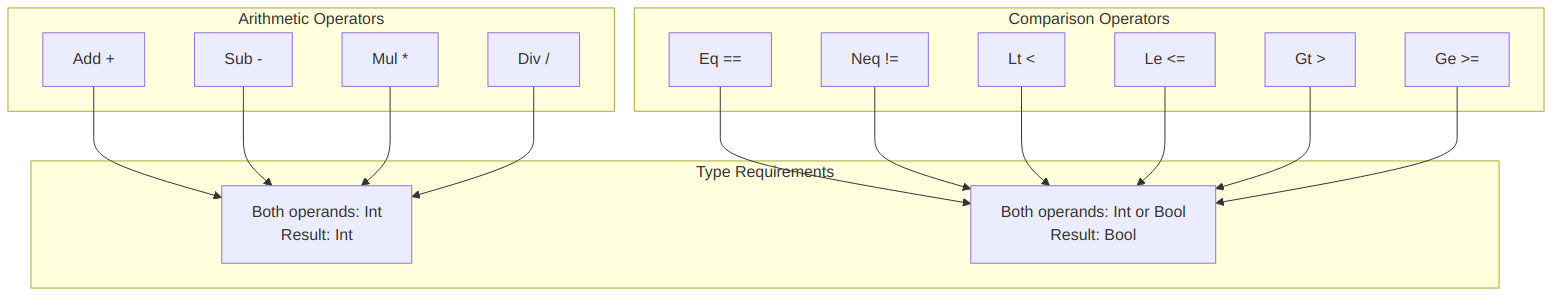 Arithmetic Operators
Add +
Sub -
Mul *
Div /
Comparison Operators
Eq ==
Neq !=
Lt <
Le <=
Gt >
Ge >=
Type Requirements
Both operands: Int
Result: Int
Both operands: Int or Bool
Result: Bool